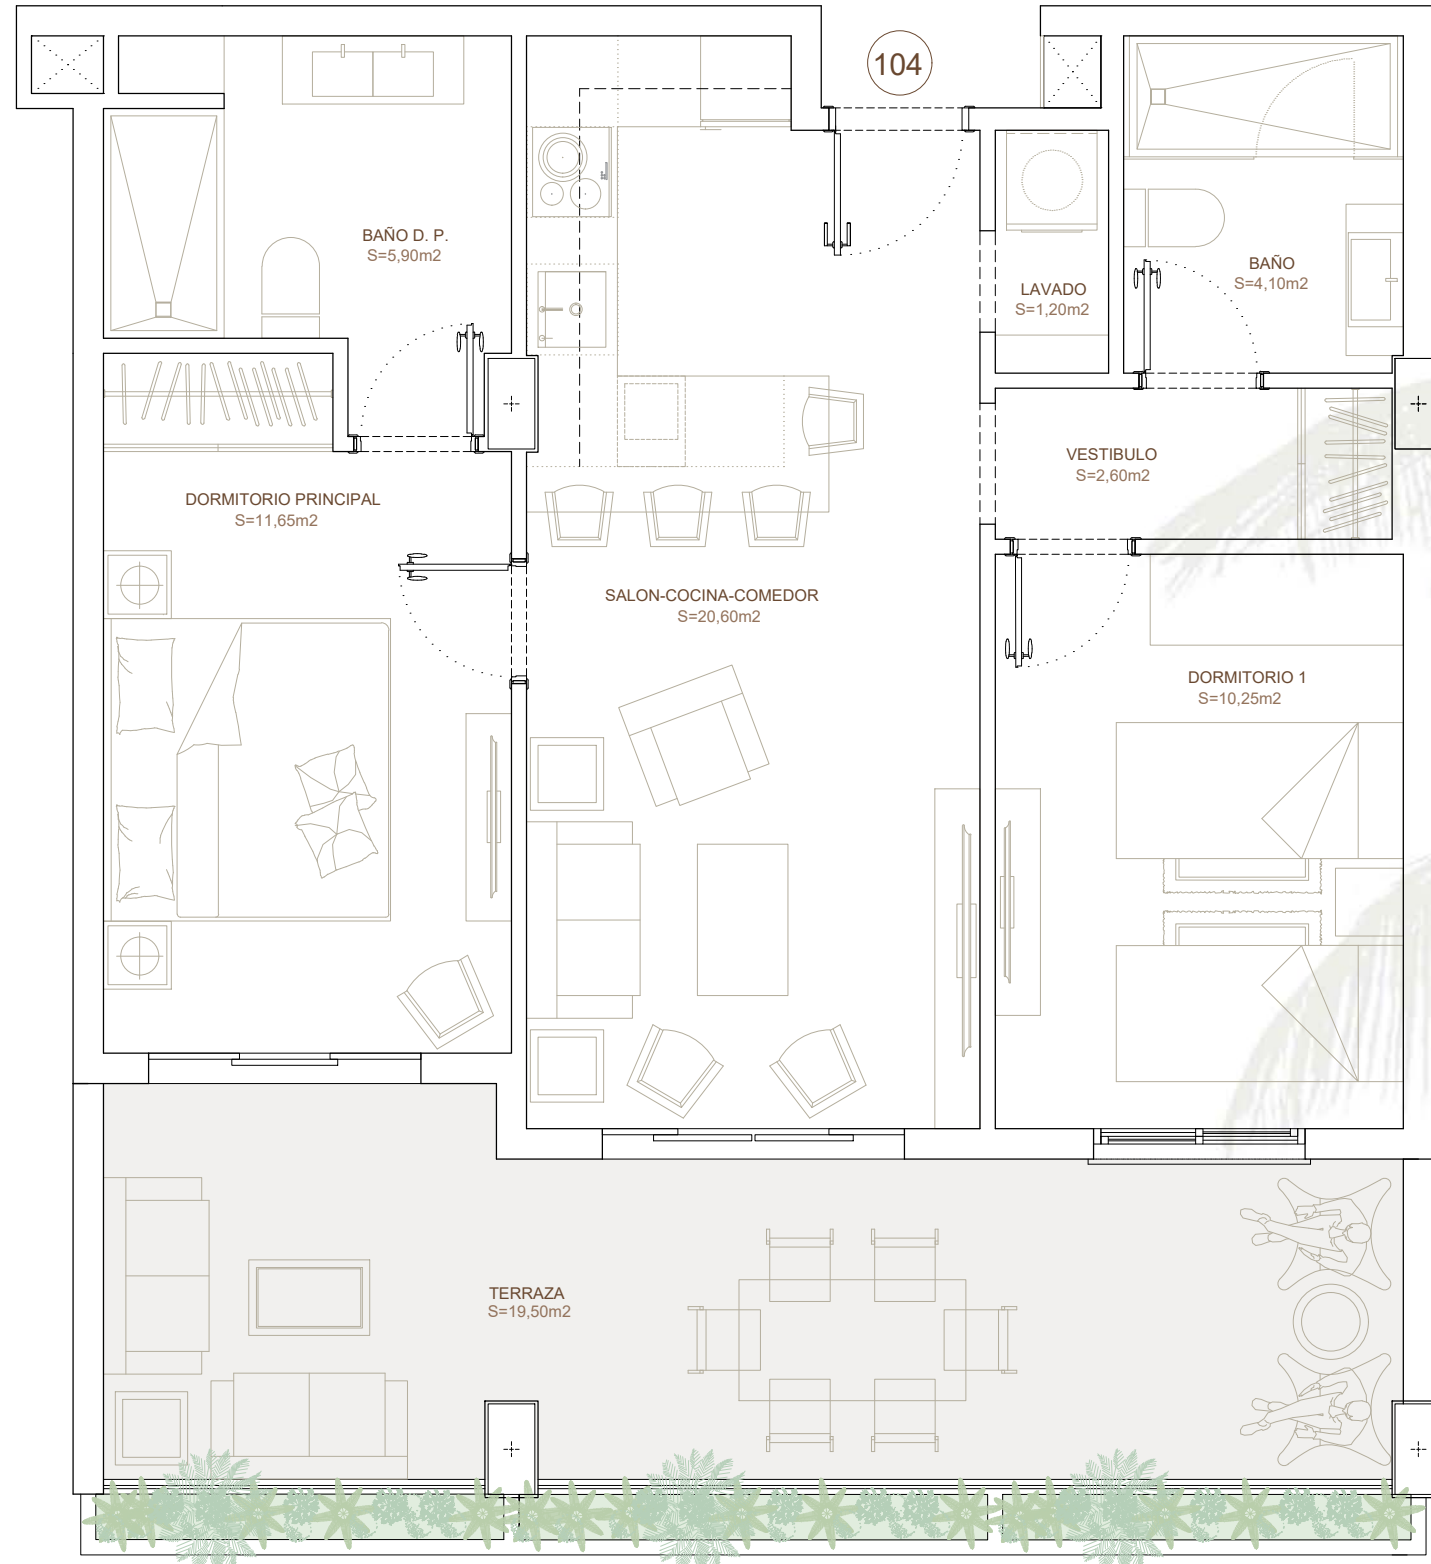 104
BAÑO D. P.
S=5,90m2
LAVADO
S=1,20m2
BAÑO
S=4,10m2
VESTIBULO
S=2,60m2
DORMITORIO PRINCIPAL
S=11,65m2
SALON-COCINA-COMEDOR
S=20,60m2
DORMITORIO 1
S=10,25m2
TERRAZA
S=19,50m2